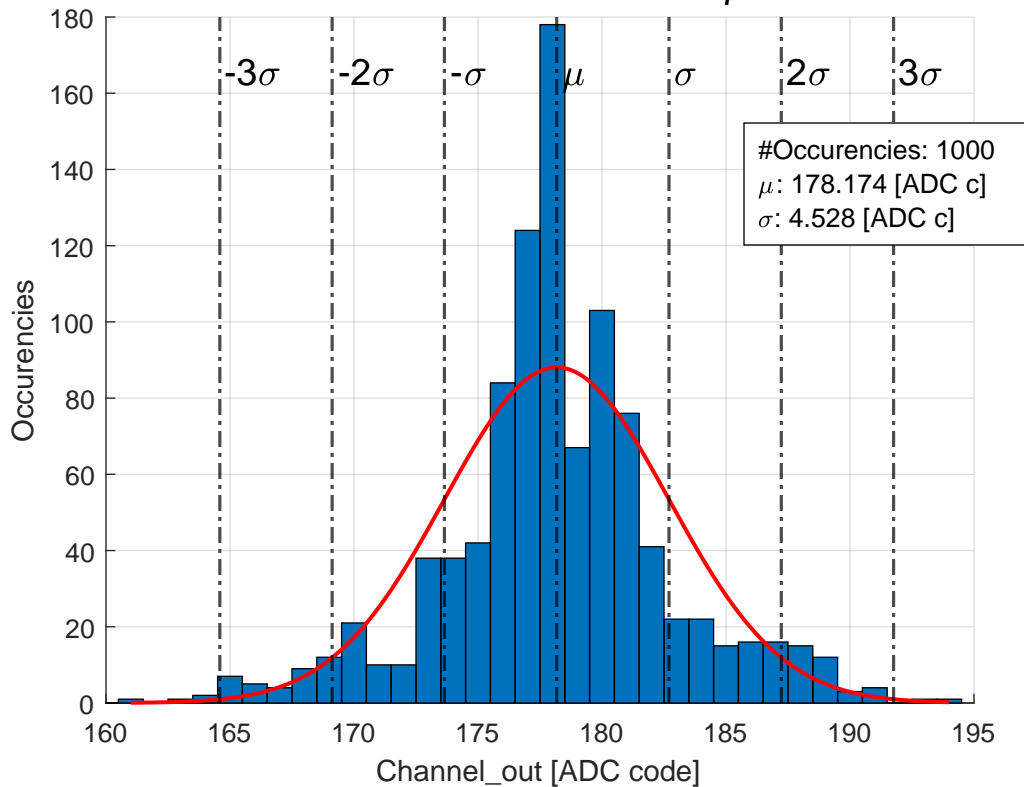 180
160
140
120
100
80
60
40
20
0
Occurencies
-3σ
-2σ
-σ
μ
σ
2σ
3σ
#Occurencies: 1000
μ: 178.174 [ADC c]
σ: 4.528 [ADC c]
160
165
170
175
180
185
190
195
Channel_out [ADC code]